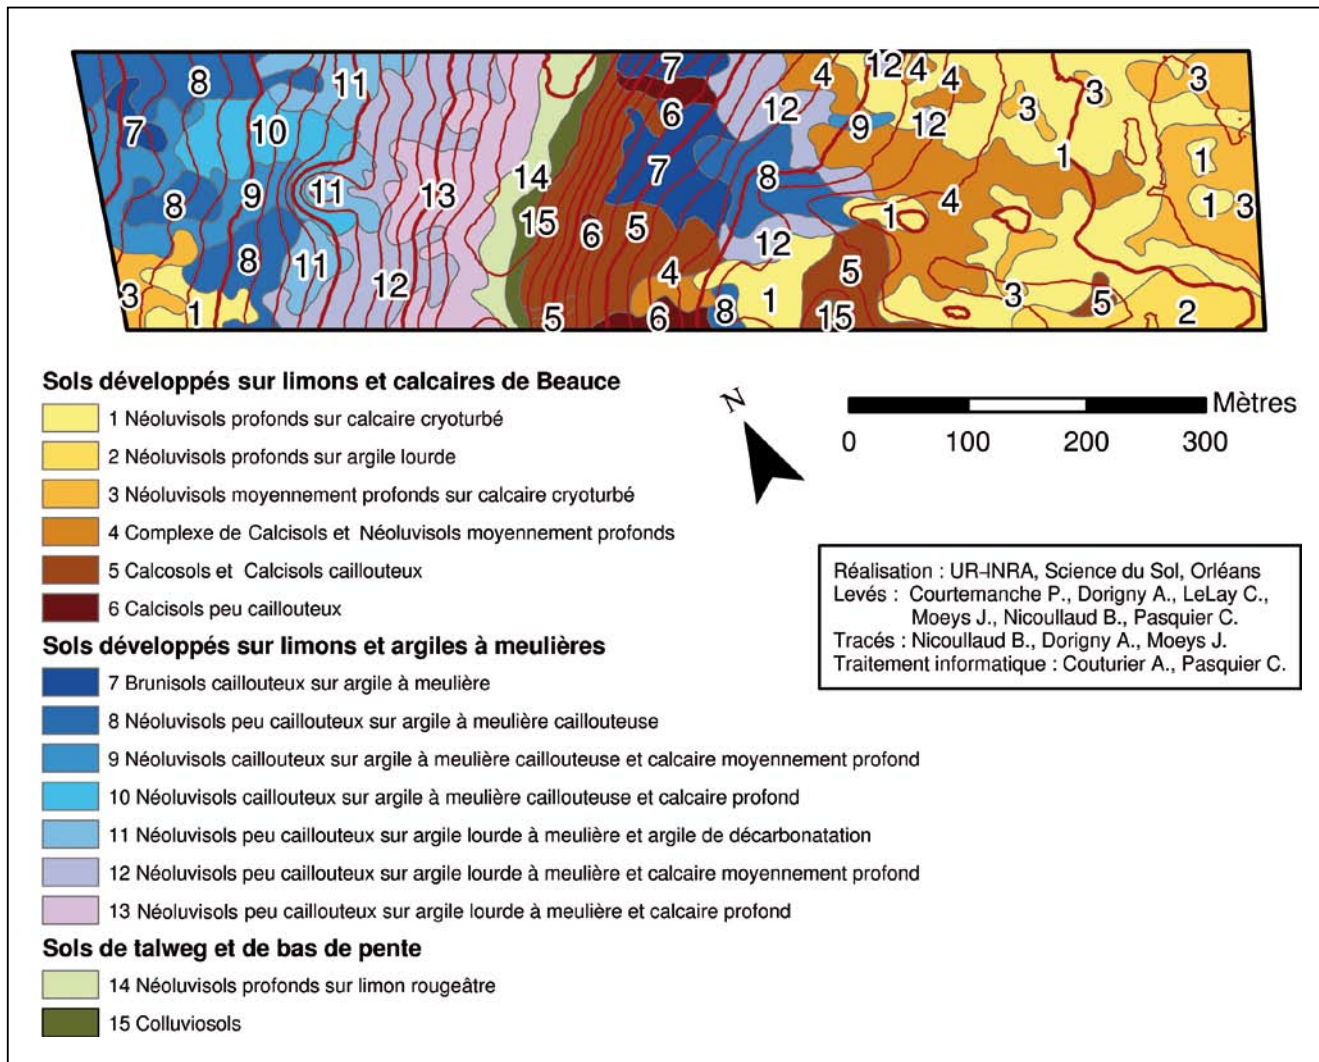 7 12 4 3 3
8 11 4 4
6 12 3 3
7 10 12 9 12
1 1
11 14 7 8
8 9 13 4 1 3
15 6 5 1
12
8 11 12 4 5
3 3 5
1 5 6 8 1 15 2
Sols développés sur limons et calcaires de Beauce
1 Néoluvisols profonds sur calcaire cryoturbé
2 Néoluvisols profonds sur argile lourde
3 Néoluvisols moyennement profonds sur calcaire cryoturbé
4 Complexe de Calcisols et Néoluvisols moyennement profonds
5 Calcosols et Calcisols caillouteux
6 Calcisols peu caillouteux
Sols développés sur limons et argiles à meulières
7 Brunisols caillouteux sur argile à meulière
8 Néoluvisols peu caillouteux sur argile à meulière caillouteuse
9 Néoluvisols caillouteux sur argile à meulière caillouteuse et calcaire moyennement profond
10 Néoluvisols caillouteux sur argile à meulière caillouteuse et calcaire profond
11 Néoluvisols peu caillouteux sur argile lourde à meulière et argile de décarbonatation
12 Néoluvisols peu caillouteux sur argile lourde à meulière et calcaire moyennement profond
13 Néoluvisols peu caillouteux sur argile lourde à meulière et calcaire profond
Sols de talweg et de bas de pente
14 Néoluvisols profonds sur limon rougeâtre
15 Colluviosols
N
Mètres
0 100 200 300
Réalisation : UR-INRA, Science du Sol, Orléans
Levés : Courtemanche P., Dorigny A., LeLay C.,
Moeys J., Nicoullaud B., Pasquier C.
Tracés : Nicoullaud B., Dorigny A., Moeys J.
Traitement informatique : Couturier A., Pasquier C.